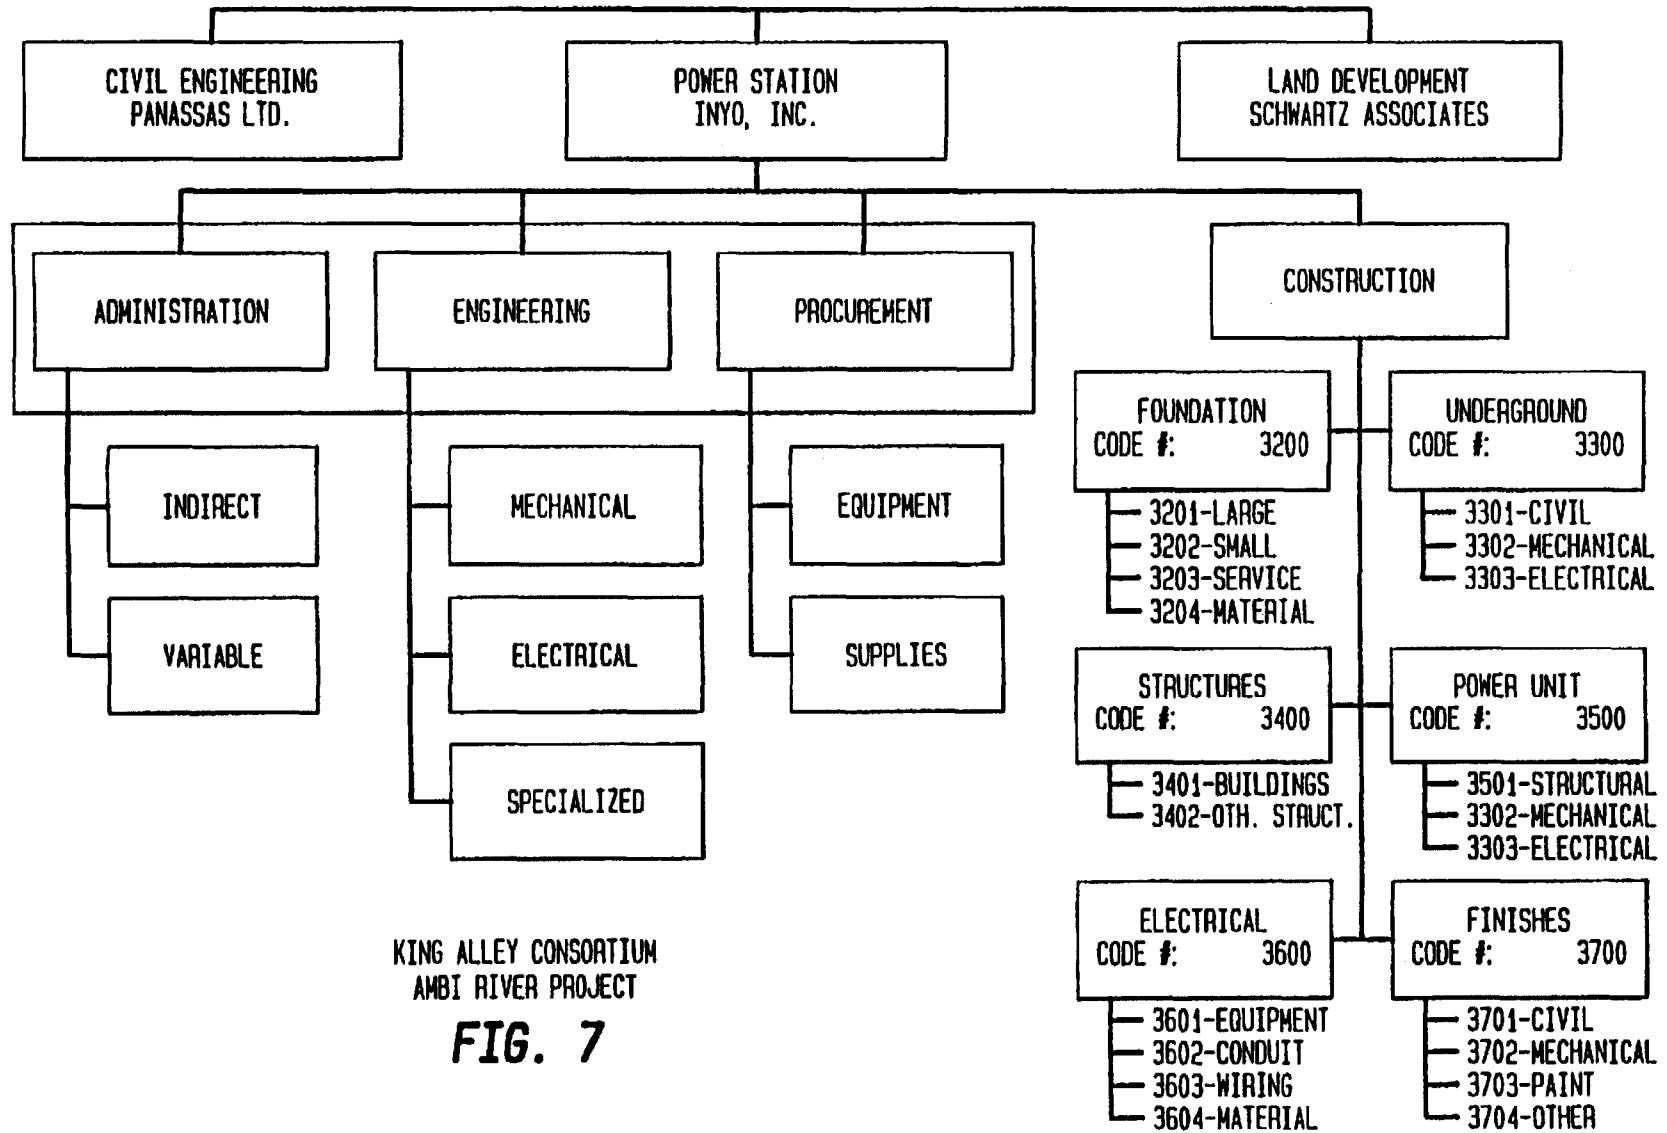 CIVIL ENGINEERING
PANASSAS LTD.
POWER STATION
INYO, INC.
LAND DEVELOPMENT
SCHWARTZ ASSOCIATES
ADMINISTRATION
ENGINEERING
PROCUREMENT
CONSTRUCTION
INDIRECT
VARIABLE
MECHANICAL
ELECTRICAL
SPECIALIZED
EQUIPMENT
SUPPLIES
FOUNDATION
CODE #: 3200
3201-LARGE
3202-SMALL
3203-SERVICE
3204-MATERIAL
UNDERGROUND
CODE #: 3300
3301-CIVIL
3302-MECHANICAL
3303-ELECTRICAL
STRUCTURES
CODE #: 3400
3401-BUILDINGS
3402-OTH. STRUCT.
POWER UNIT
CODE #: 3500
3501-STRUCTURAL
3302-MECHANICAL
3303-ELECTRICAL
ELECTRICAL
CODE #: 3600
3601-EQUIPMENT
3602-CONDUIT
3603-WIRING
3604-MATERIAL
FINISHES
CODE #: 3700
3701-CIVIL
3702-MECHANICAL
3703-PAINT
3704-OTHER
KING ALLEY CONSORTIUM
AMBI RIVER PROJECT
FIG. 7